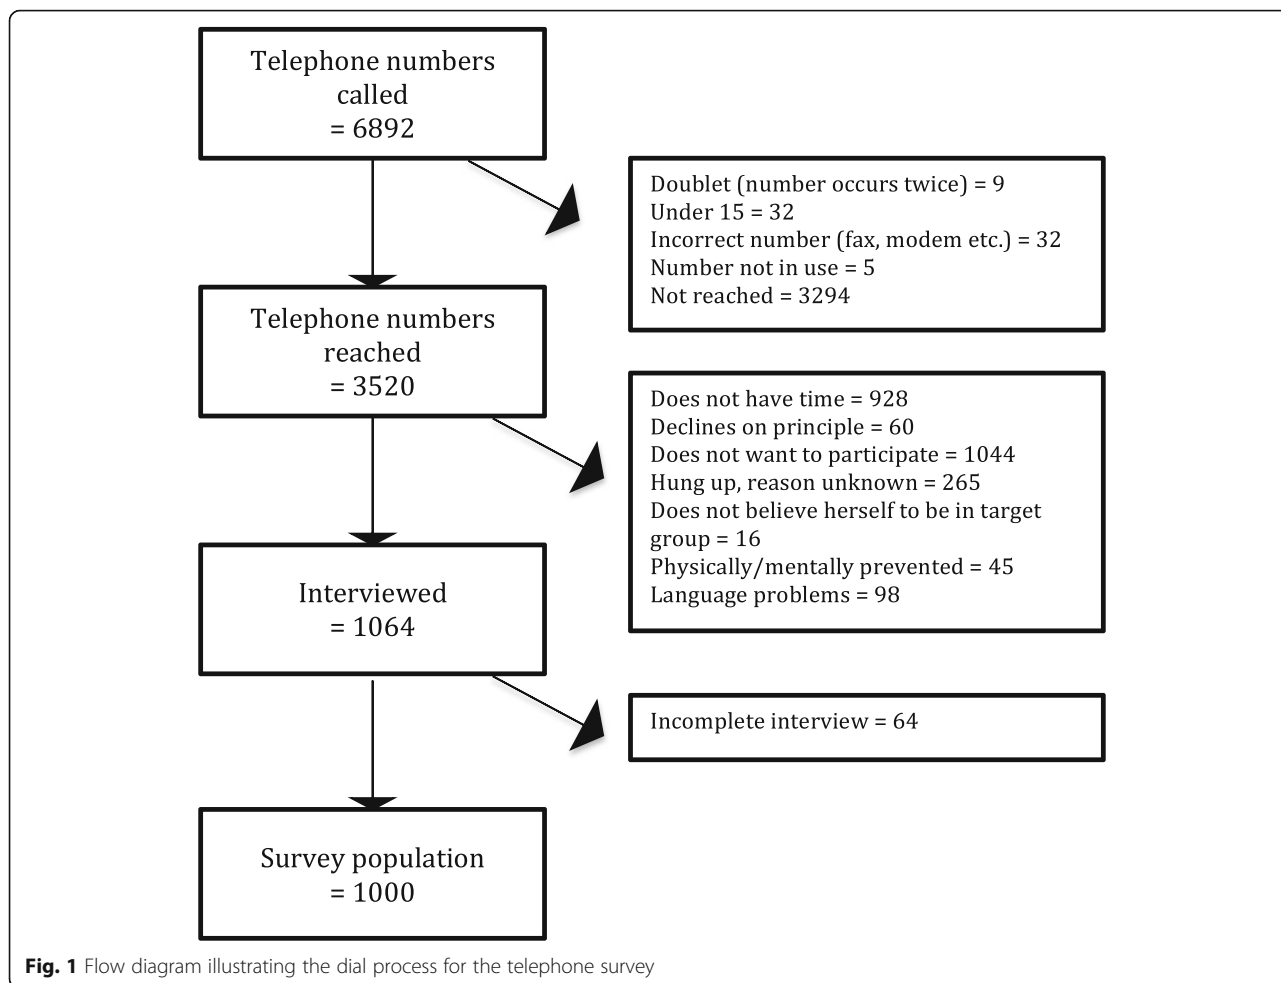 Telephone numbers
called
= 6892
Doublet (number occurs twice) = 9
Under 15 = 32
Incorrect number (fax, modem etc.) = 32
Number not in use = 5
Not reached = 3294
Telephone numbers
reached
= 3520
Does not have time = 928
Declines on principle = 60
Does not want to participate = 1044
Hung up, reason unknown = 265
Does not believe herself to be in target
group = 16
Physically/mentally prevented = 45
Language problems = 98
Interviewed
= 1064
Incomplete interview = 64
Survey population
= 1000
Fig. 1 Flow diagram illustrating the dial process for the telephone survey